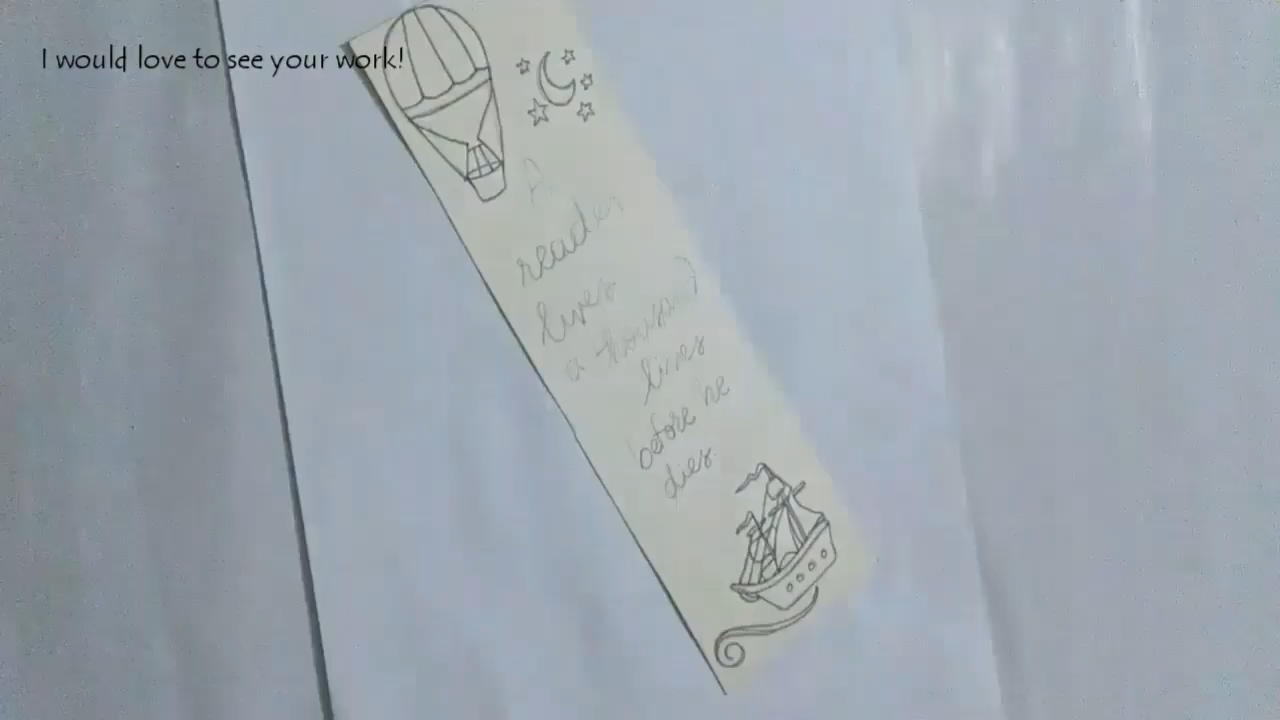 I would love to see your work!
A
reader
lives
a thousand
lives
before he
dies.